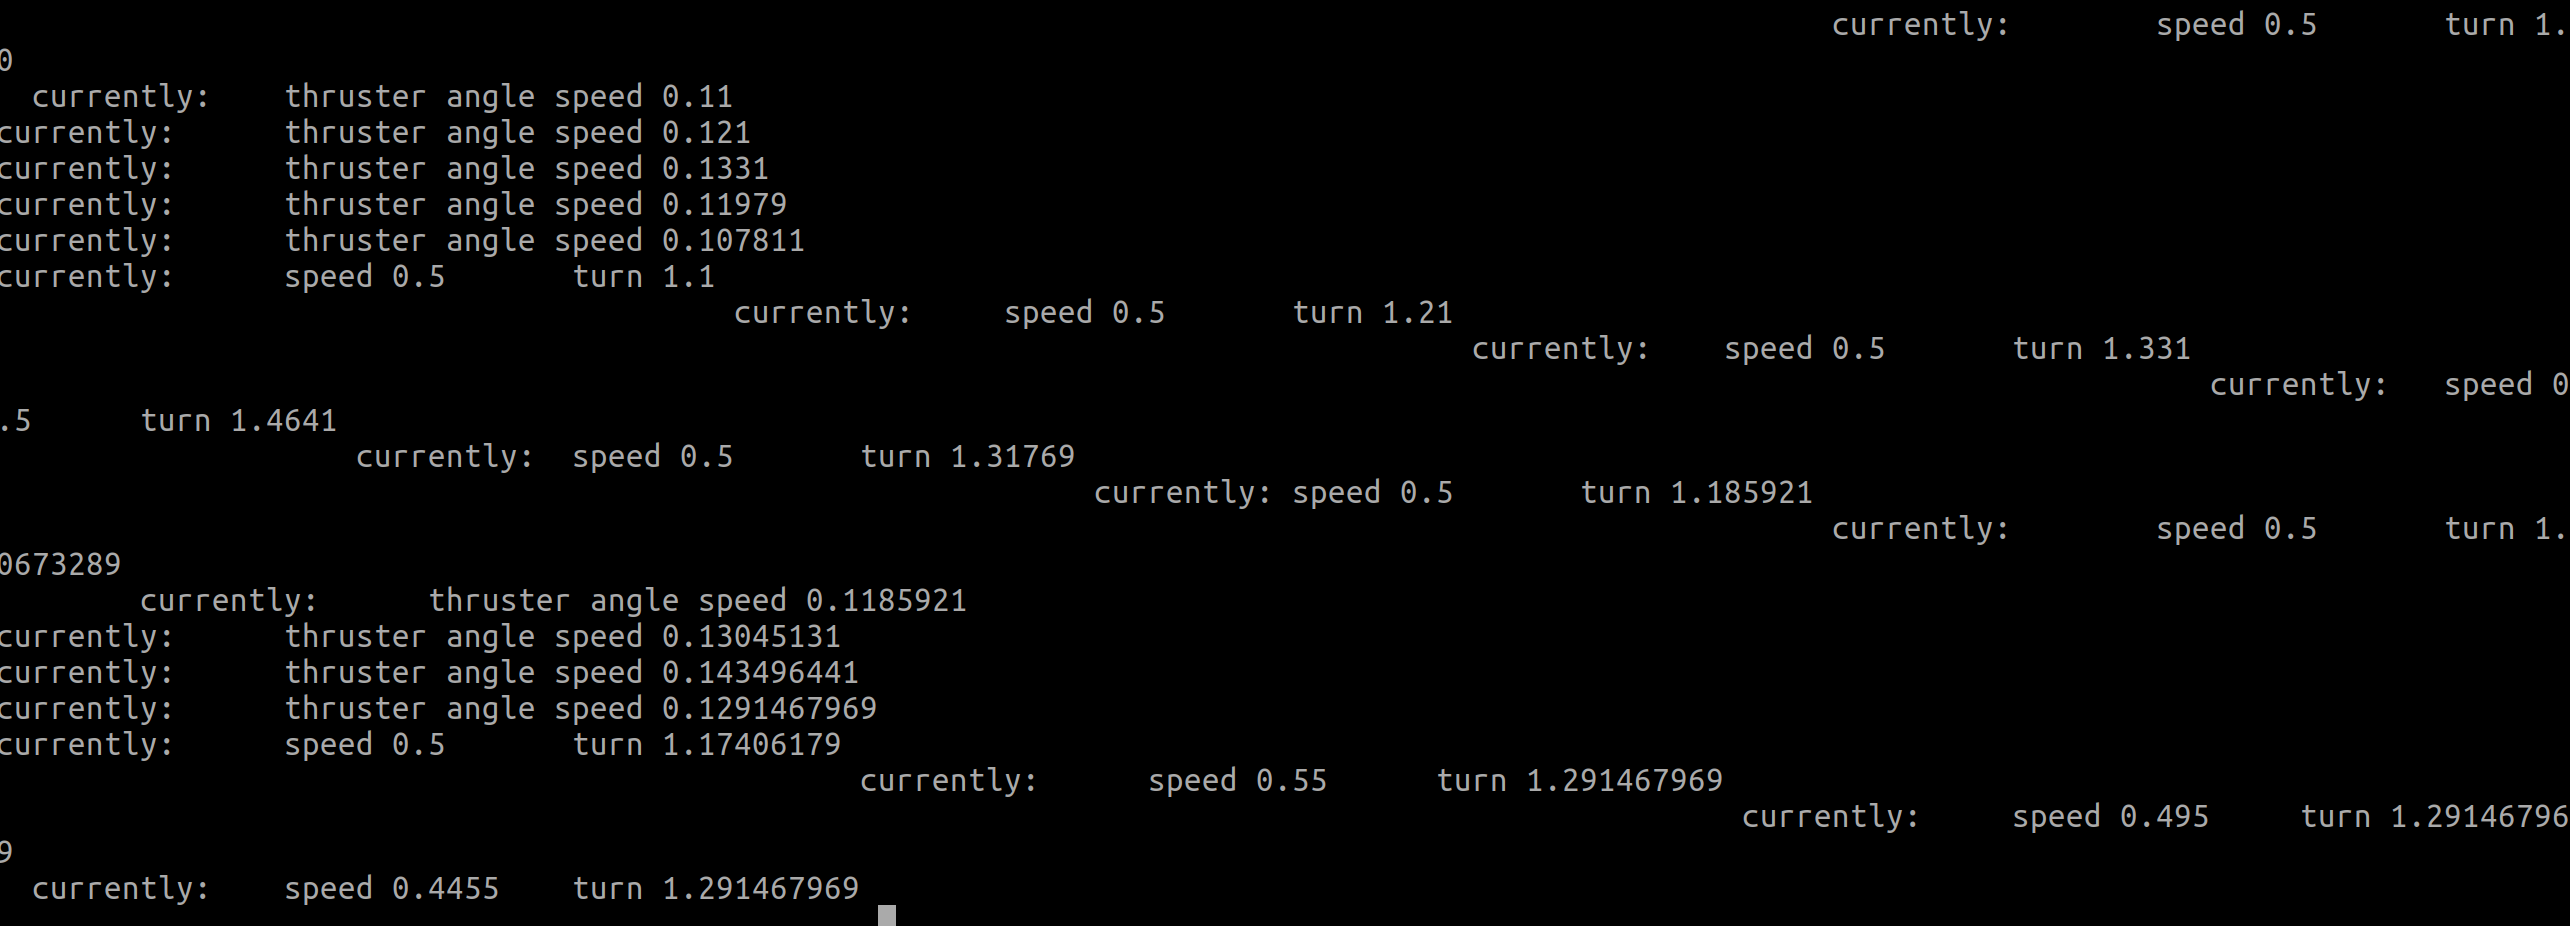 currently: speed 0.5 turn 1.
0
currently: thruster angle speed 0.11
currently: thruster angle speed 0.121
currently: thruster angle speed 0.1331
currently: thruster angle speed 0.11979
currently: thruster angle speed 0.107811
currently: speed 0.5 turn 1.1
currently: speed 0.5 turn 1.21
currently: speed 0.5 turn 1.331
currently: speed 0
.5 turn 1.4641
currently: speed 0.5 turn 1.31769
currently: speed 0.5 turn 1.185921
currently: speed 0.5 turn 1.
0673289
currently: thruster angle speed 0.1185921
currently: thruster angle speed 0.13045131
currently: thruster angle speed 0.143496441
currently: thruster angle speed 0.1291467969
currently: speed 0.5 turn 1.17406179
currently: speed 0.55 turn 1.291467969
currently: speed 0.495 turn 1.29146796
9
currently: speed 0.4455 turn 1.291467969